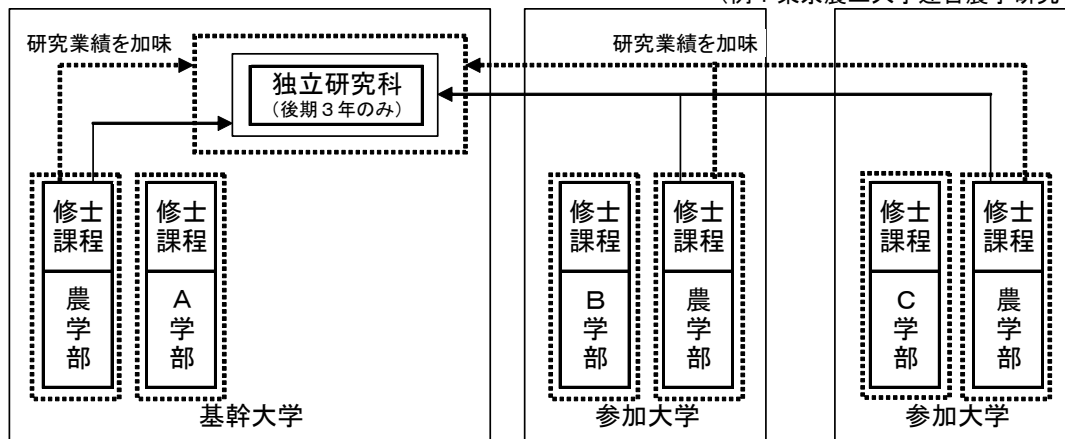 研究業績を加味
研究業績を加味
独立研究科
（後期３年のみ）
修士
課程
修士
課程
修士
課程
修士
課程
修士
課程
修士
課程
農
学
部
Ａ
学
部
Ｂ
学
部
農
学
部
Ｃ
学
部
農
学
部
基幹大学
参加大学
参加大学